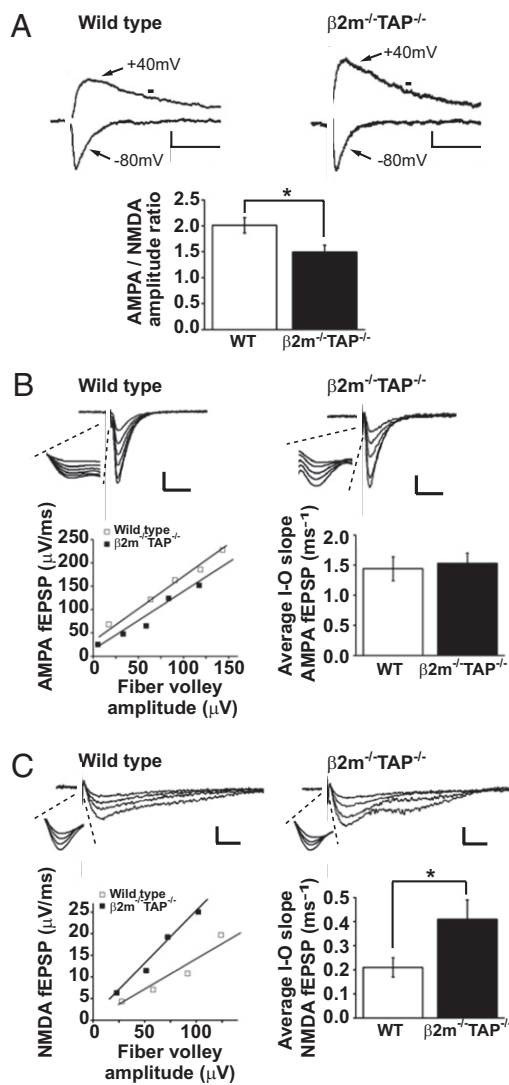 A
Wild type
β2m⁻/⁻TAP⁻/⁻
+40mV
-80mV
+40mV
-80mV
AMPA / NMDA
amplitude ratio
2.5
2.0
1.5
1.0
0.5
0.0
*
WT
β2m⁻/⁻TAP⁻/⁻
B
Wild type
β2m⁻/⁻TAP⁻/⁻
AMPA fEPSP (μV/ms)
250
200
150
100
50
0
Wild type
β2m⁻/⁻TAP⁻/⁻
0
50
100
150
Fiber volley
amplitude (μV)
Average I-O slope
AMPA fEPSP (ms⁻¹)
2.0
1.5
1.0
0.5
0.0
WT
β2m⁻/⁻TAP⁻/⁻
C
Wild type
β2m⁻/⁻TAP⁻/⁻
NMDA fEPSP (μV/ms)
25
20
15
10
5
0
Wild type
β2m⁻/⁻TAP⁻/⁻
0
50
100
Fiber volley
amplitude (μV)
Average I-O slope
NMDA fEPSP (ms⁻¹)
0.5
0.4
0.3
0.2
0.1
0.0
*
WT
β2m⁻/⁻TAP⁻/⁻